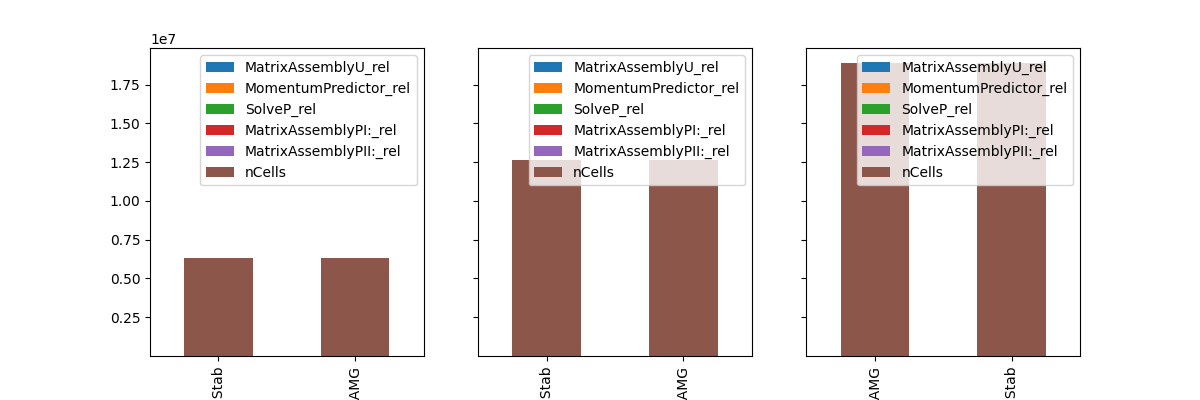 1e7
1.75
1.50
1.25
1.00
0.75
0.50
0.25
MatrixAssemblyU_rel
MomentumPredictor_rel
SolveP_rel
MatrixAssemblyPI:_rel
MatrixAssemblyPII:_rel
nCells
Stab
AMG
MatrixAssemblyU_rel
MomentumPredictor_rel
SolveP_rel
MatrixAssemblyPI:_rel
MatrixAssemblyPII:_rel
nCells
Stab
AMG
MatrixAssemblyU_rel
MomentumPredictor_rel
SolveP_rel
MatrixAssemblyPI:_rel
MatrixAssemblyPII:_rel
nCells
AMG
Stab